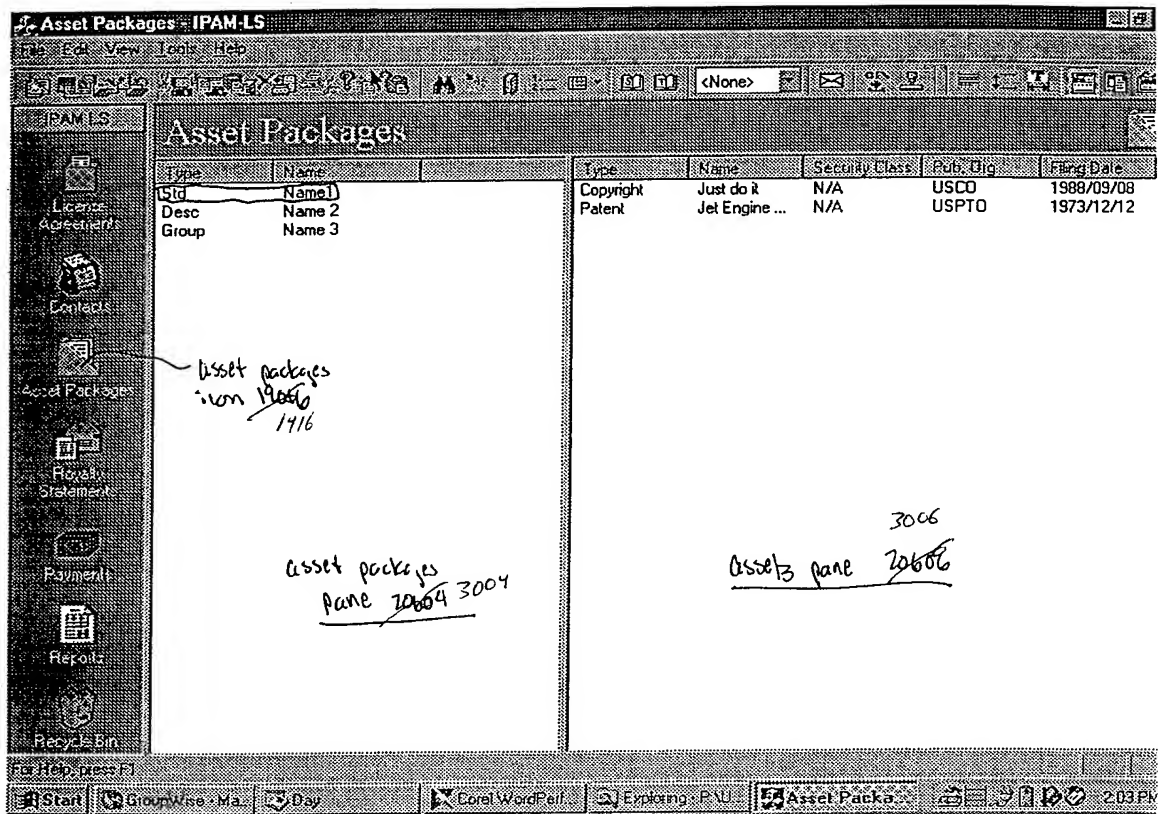 Asset Packages - IPAM-LS
File Edit View Tools Help
<None>
IPAM-LS
Asset Packages
License Agreement
Contacts
Asset Packages
Royalty Statement
Payments
Reports
Recycle Bin
Type Name
Std Name1
Desc Name 2
Group Name 3
Type Name Security Class Pub. Org Filing Date
Copyright Just do it N/A USCO 1988/09/08
Patent Jet Engine ... N/A USPTO 1973/12/12
asset packages
icon 19056
1416
asset packages
pane 20604 3004
3006
assets pane 20606
For Help, press F1
Start GroupWise - Ma... Day Corel WordPerf... Exploring - P:\U... Asset Packa... 2:03 PM